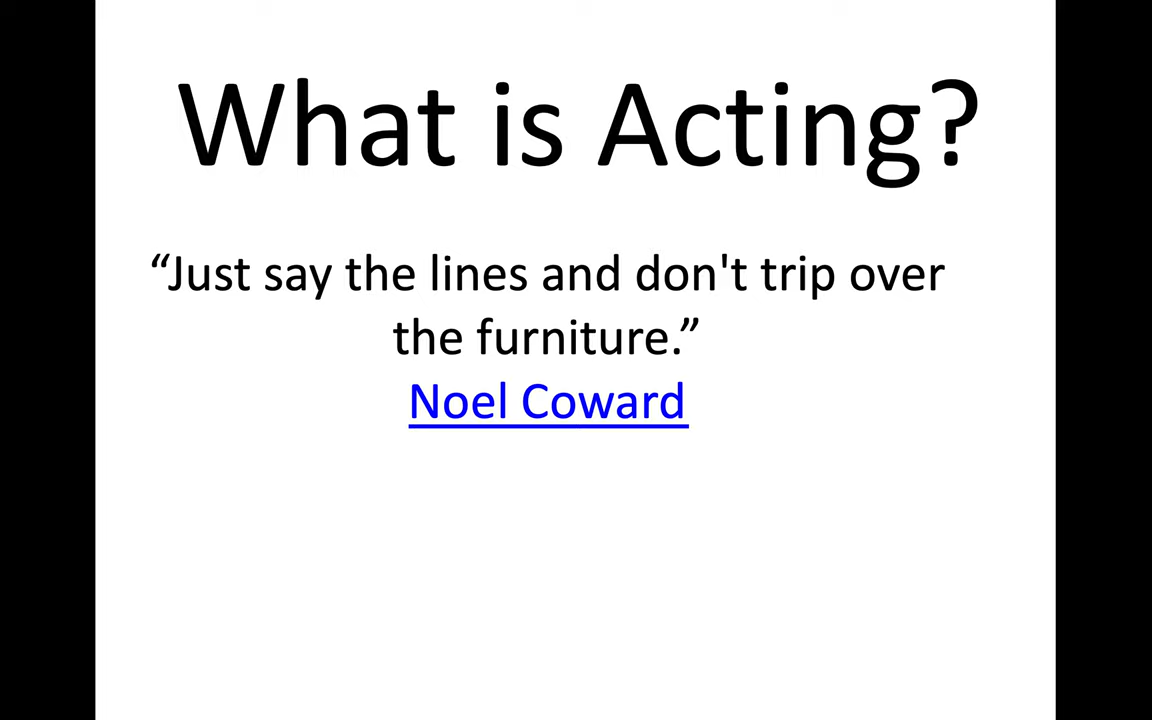 What is Acting?
“Just say the lines and don't trip over
the furniture.”
Noel Coward